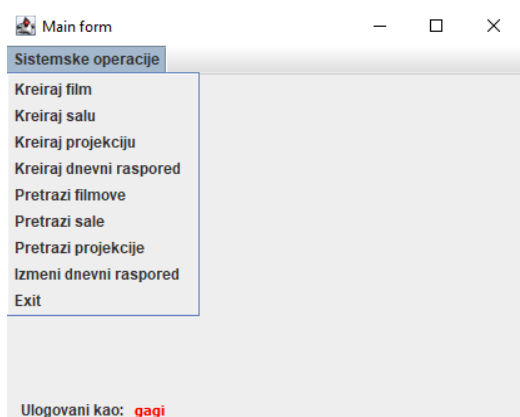 Main form
Sistemske operacije
Kreiraj film
Kreiraj salu
Kreiraj projekciju
Kreiraj dnevni raspored
Pretrazi filmove
Pretrazi sale
Pretrazi projekcije
Izmeni dnevni raspored
Exit
Ulogovani kao: gagi